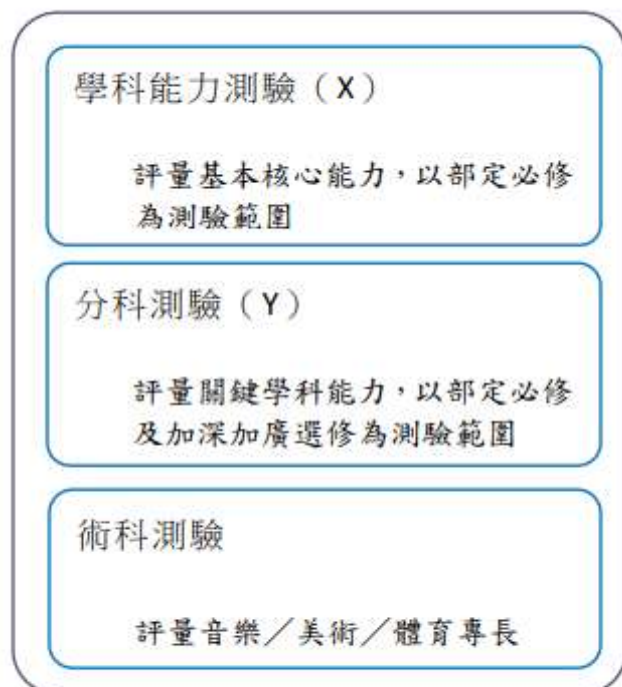 學科能力測驗（X）
評量基本核心能力，以部定必修
為測驗範圍
分科測驗（Y）
評量關鍵學科能力，以部定必修
及加深加廣選修為測驗範圍
術科測驗
評量音樂／美術／體育專長